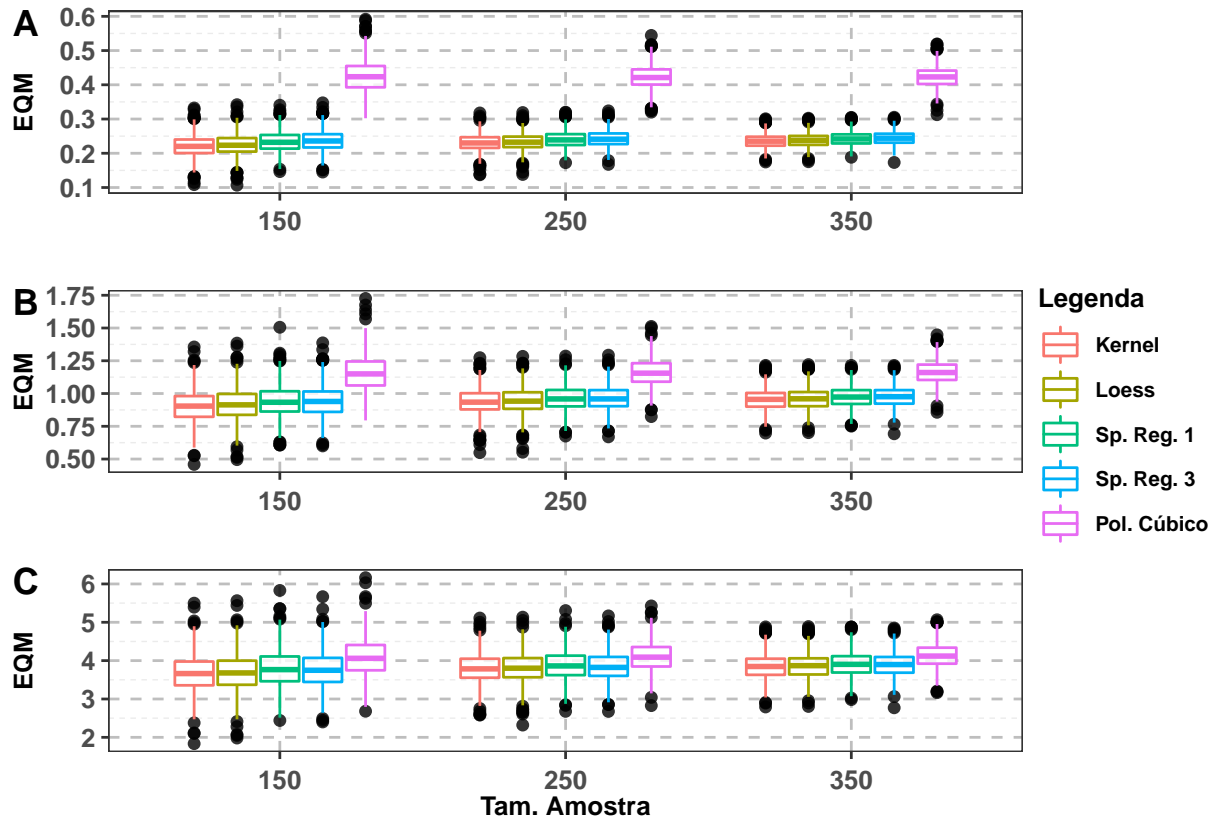 A
EQM
0.6
0.5
0.4
0.3
0.2
0.1
150
250
350
B
EQM
1.75
1.50
1.25
1.00
0.75
0.50
150
250
350
Legenda
Kernel
Loess
Sp. Reg. 1
Sp. Reg. 3
Pol. Cúbico
C
EQM
6
5
4
3
2
150
250
350
Tam. Amostra